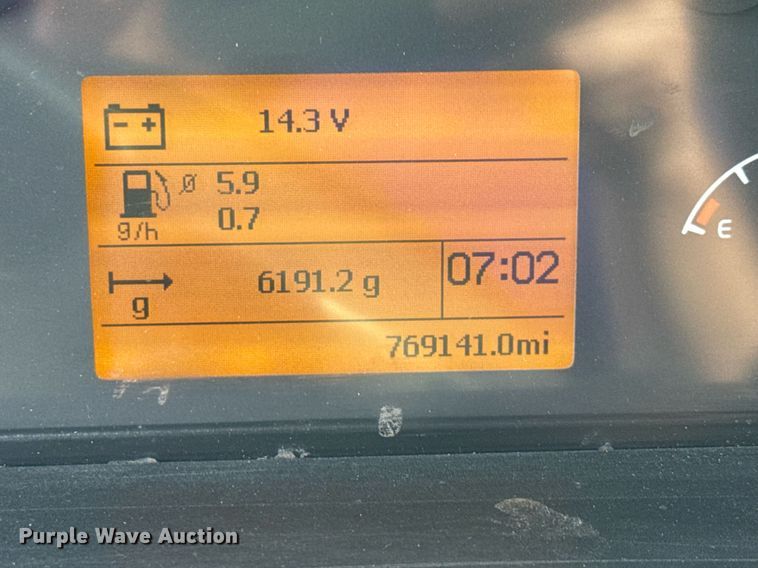 14.3 V
ø 5.9
g/h 0.7
g 6191.2 g 07:02
769141.0mi
E
Purple Wave Auction